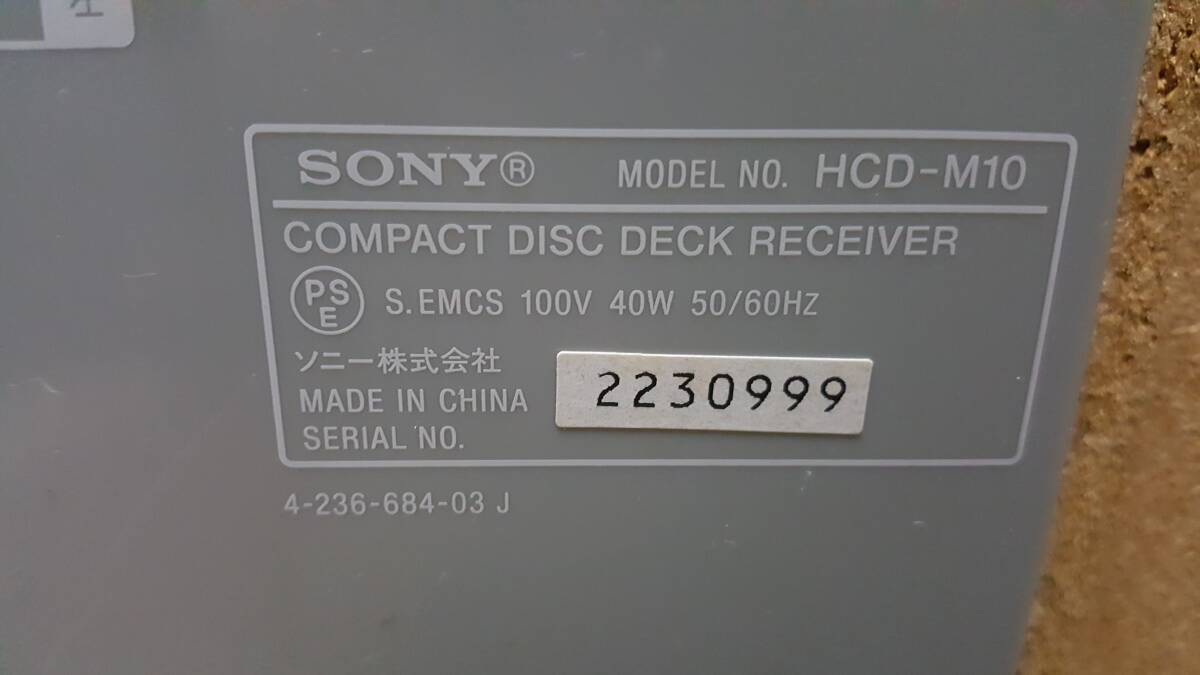 SONY® MODEL NO. HCD-M10
COMPACT DISC DECK RECEIVER
PSE S.EMCS 100V 40W 50/60HZ
ソニー株式会社
MADE IN CHINA
SERIAL NO. 2230999
4-236-684-03 J